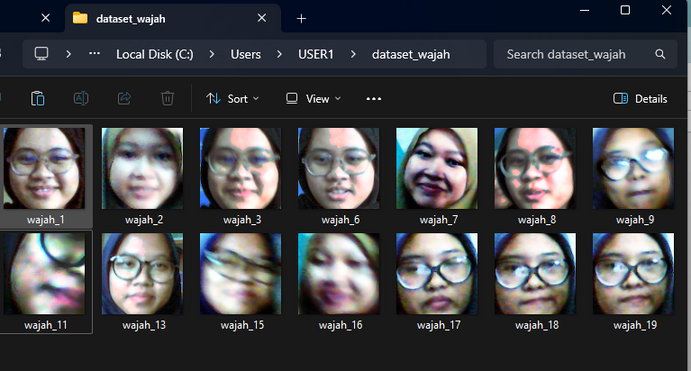 dataset_wajah
Local Disk (C:) Users USER1 dataset_wajah Search dataset_wajah
Sort View Details
wajah_1 wajah_2 wajah_3 wajah_6 wajah_7 wajah_8 wajah_9
wajah_11 wajah_13 wajah_15 wajah_16 wajah_17 wajah_18 wajah_19